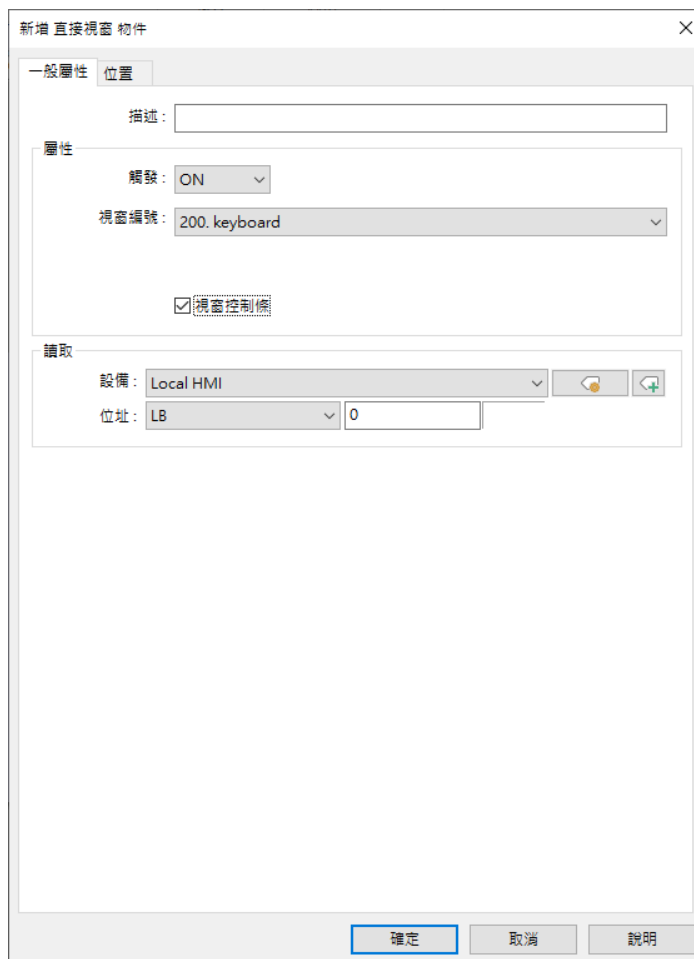 新增 直接視窗 物件
一般屬性 位置
描述 :
屬性
觸發 : ON
視窗編號 : 200. keyboard
視窗控制條
讀取
設備 : Local HMI
位址 : LB 0
確定 取消 說明